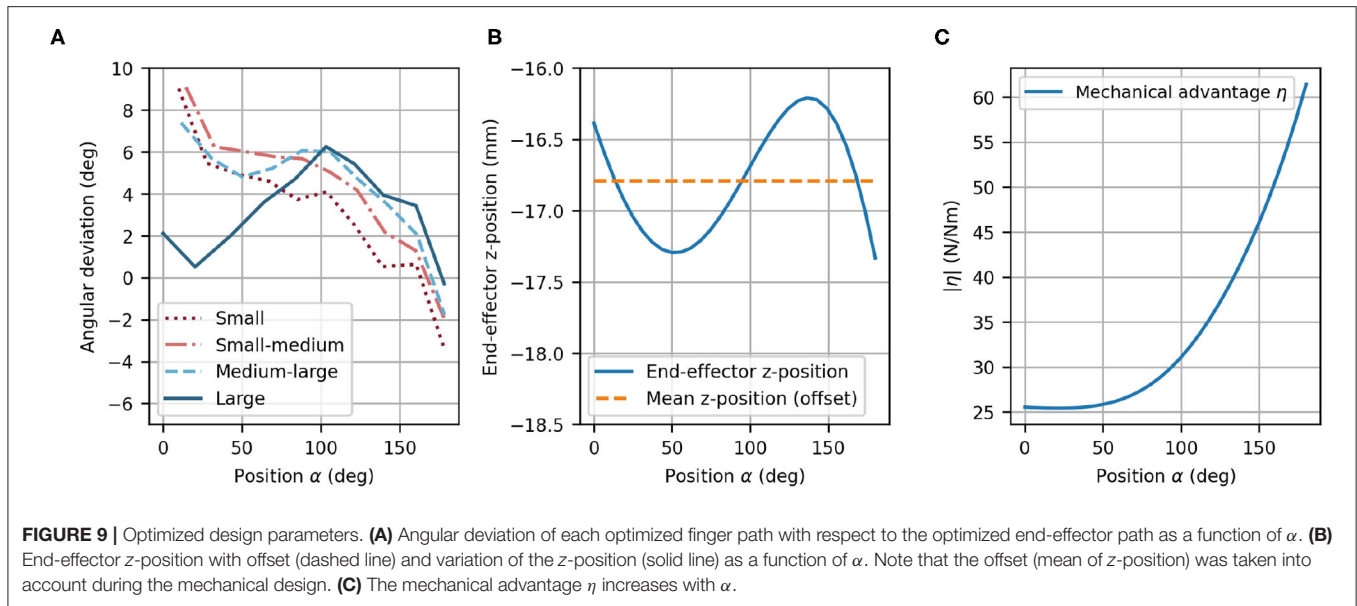 A
Angular deviation (deg)
10
8
6
4
2
0
−2
−4
−6
Small
Small-medium
Medium-large
Large
0
50
100
150
Position α (deg)
B
End-effector z-position (mm)
−16.0
−16.5
−17.0
−17.5
−18.0
−18.5
End-effector z-position
Mean z-position (offset)
0
50
100
150
Position α (deg)
C
|η| (N/Nm)
60
55
50
45
40
35
30
25
Mechanical advantage η
0
50
100
150
Position α (deg)
FIGURE 9 | Optimized design parameters. (A) Angular deviation of each optimized finger path with respect to the optimized end-effector path as a function of α. (B)
End-effector z-position with offset (dashed line) and variation of the z-position (solid line) as a function of α. Note that the offset (mean of z-position) was taken into
account during the mechanical design. (C) The mechanical advantage η increases with α.